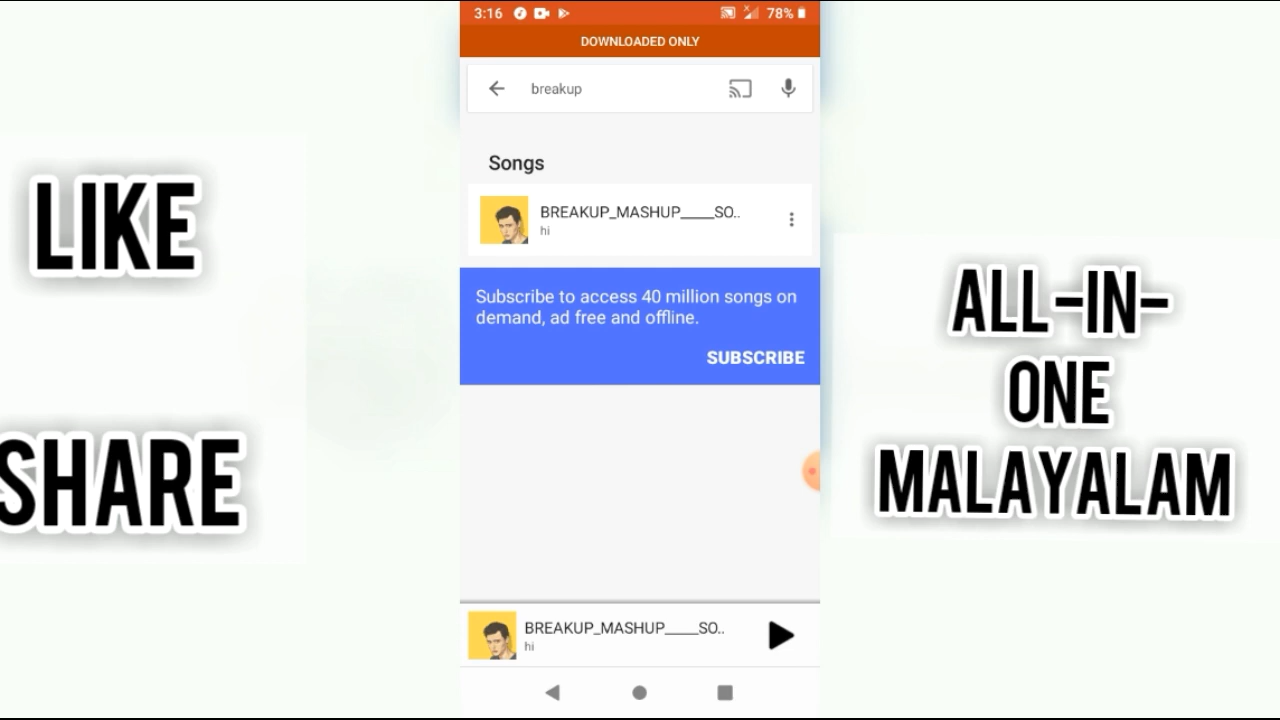 3:16
78%
DOWNLOADED ONLY
breakup
Songs
BREAKUP_MASHUP_____SO..
hi
Subscribe to access 40 million songs on
demand, ad free and offline.
SUBSCRIBE
BREAKUP_MASHUP_____SO..
hi
LIKE
SHARE
ALL-IN-
ONE
MALAYALAM